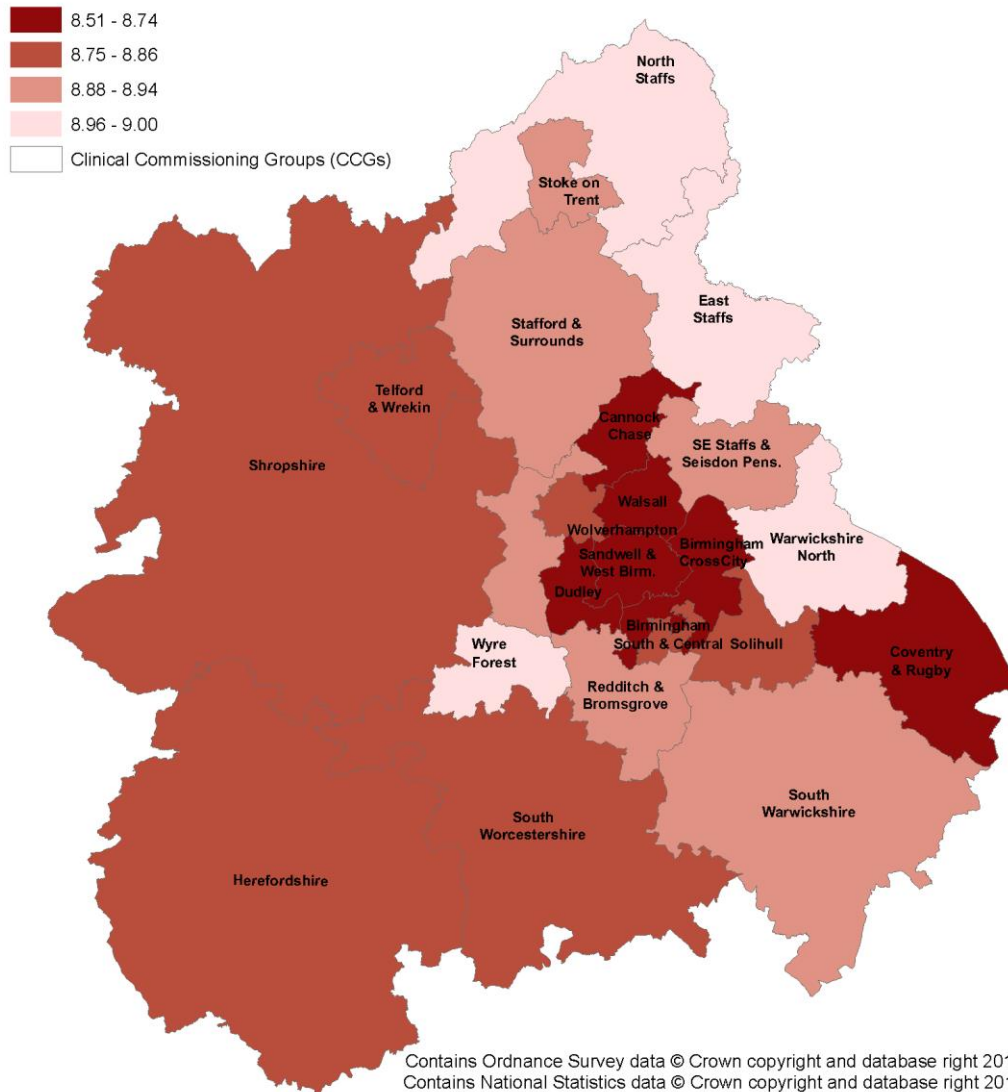 8.51 - 8.74
8.75 - 8.86
8.88 - 8.94
8.96 - 9.00
Clinical Commissioning Groups (CCGs)
North
Staffs
Stoke on
Trent
East
Staffs
Stafford &
Surrounds
Telford
& Wrekin
Cannock
Chase
SE Staffs &
Seisdon Pens.
Shropshire
Walsall
Wolverhampton
Birmingham
CrossCity
Warwickshire
North
Sandwell &
West Birm.
Dudley
Birmingham
South & Central
Solihull
Wyre
Forest
Coventry
& Rugby
Redditch &
Bromsgrove
South
Warwickshire
South
Worcestershire
Herefordshire
Contains Ordnance Survey data © Crown copyright and database right 201
Contains National Statistics data © Crown copyright and database right 201